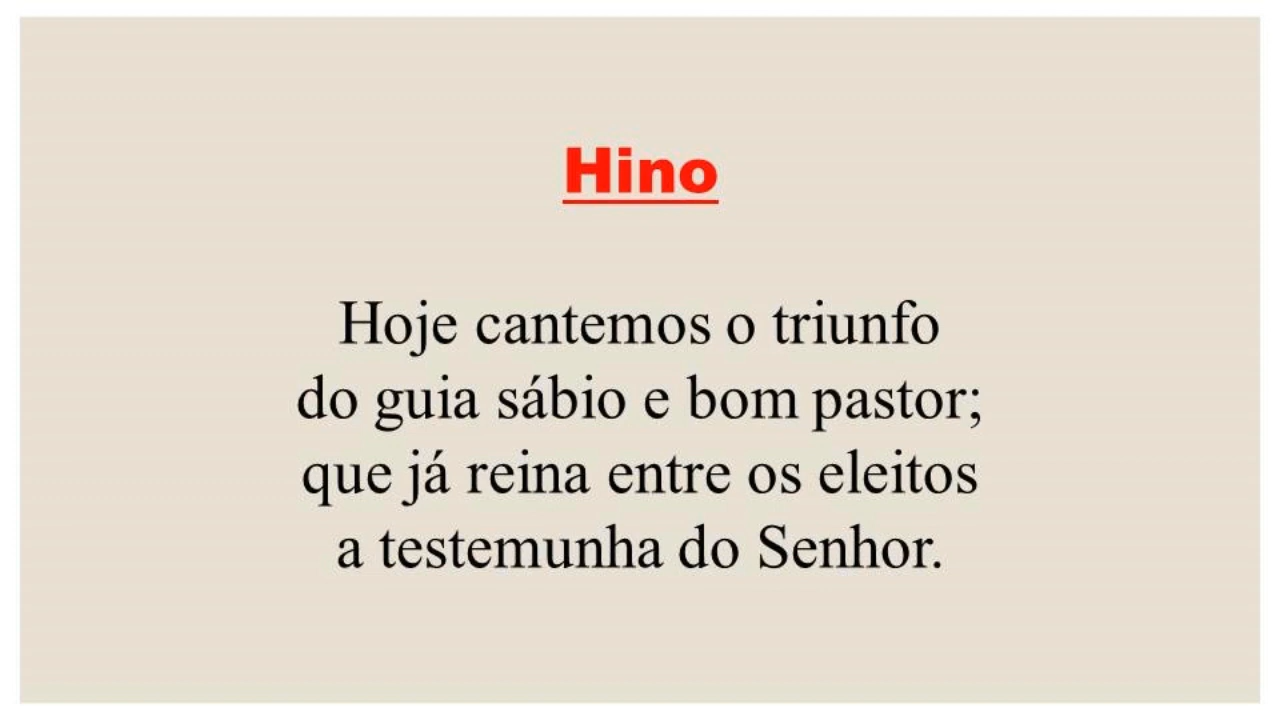 Hino
Hoje cantemos o triunfo
do guia sábio e bom pastor;
que já reina entre os eleitos
a testemunha do Senhor.